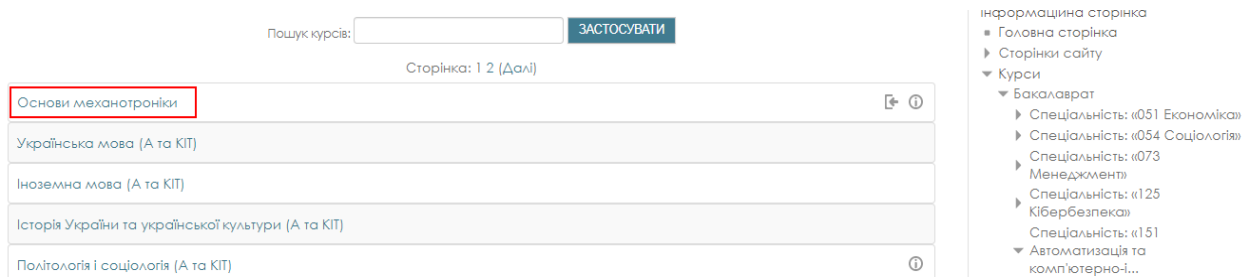 Пошук курсів:
ЗАСТОСУВАТИ
Сторінка: 1 2 (Далі)
Основи механотроніки
Українська мова (А та КІТ)
Іноземна мова (А та КІТ)
Історія України та української культури (А та КІТ)
Політологія і соціологія (А та КІТ)
Інформаційна сторінка
Головна сторінка
Сторінки сайту
Курси
Бакалаврат
Спеціальність: «051 Економіка»
Спеціальність: «054 Соціологія»
Спеціальність: «073
Менеджмент»
Спеціальність: «125
Кібербезпека»
Спеціальність: «151
Автоматизація та
комп'ютерно-і...